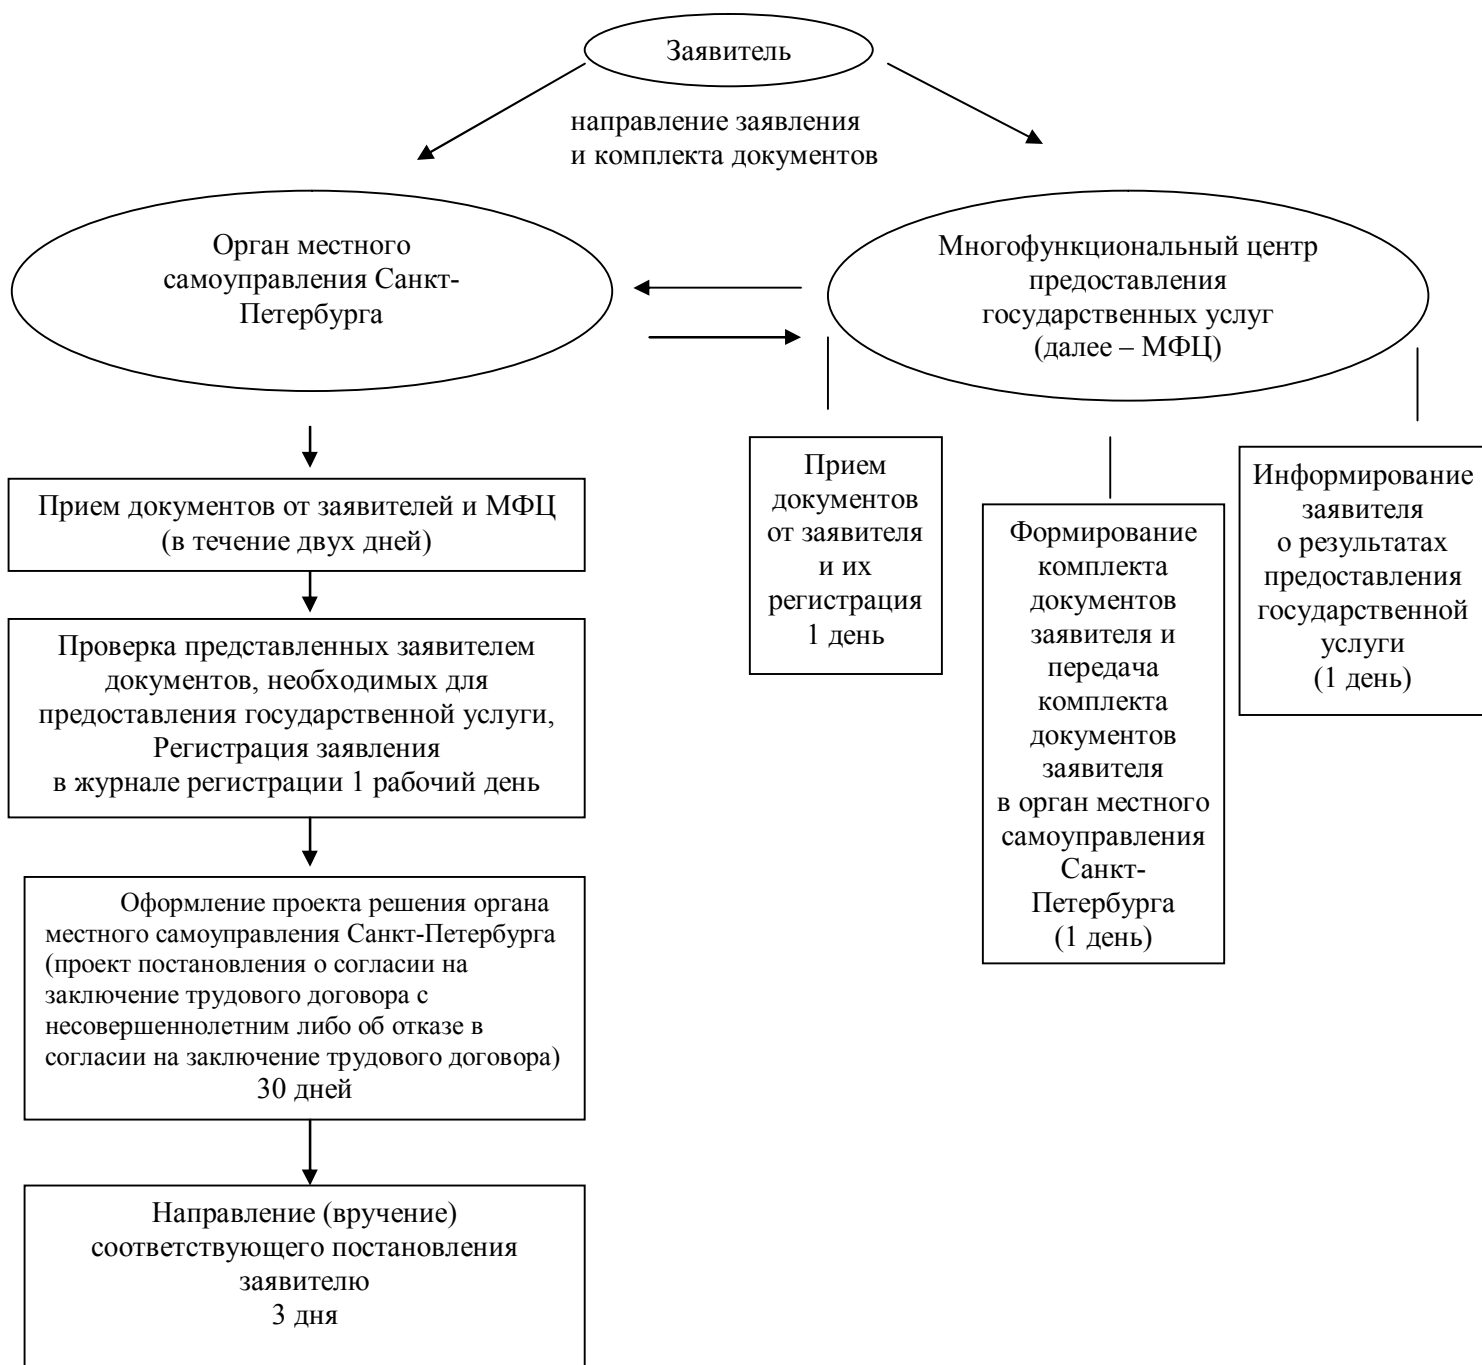 Заявитель
направление заявления
и комплекта документов
Орган местного
самоуправления Санкт-
Петербурга
Многофункциональный центр
предоставления
государственных услуг
(далее – МФЦ)
Прием документов от заявителей и МФЦ
(в течение двух дней)
Проверка представленных заявителем
документов, необходимых для
предоставления государственной услуги,
Регистрация заявления
в журнале регистрации 1 рабочий день
Оформление проекта решения органа
местного самоуправления Санкт-Петербурга
(проект постановления о согласии на
заключение трудового договора с
несовершеннолетним либо об отказе в
согласии на заключение трудового договора)
30 дней
Направление (вручение)
соответствующего постановления
заявителю
3 дня
Прием
документов
от заявителя
и их
регистрация
1 день
Формирование
комплекта
документов
заявителя и
передача
комплекта
документов
заявителя
в орган местного
самоуправления
Санкт-
Петербурга
(1 день)
Информирование
заявителя
о результатах
предоставления
государственной
услуги
(1 день)